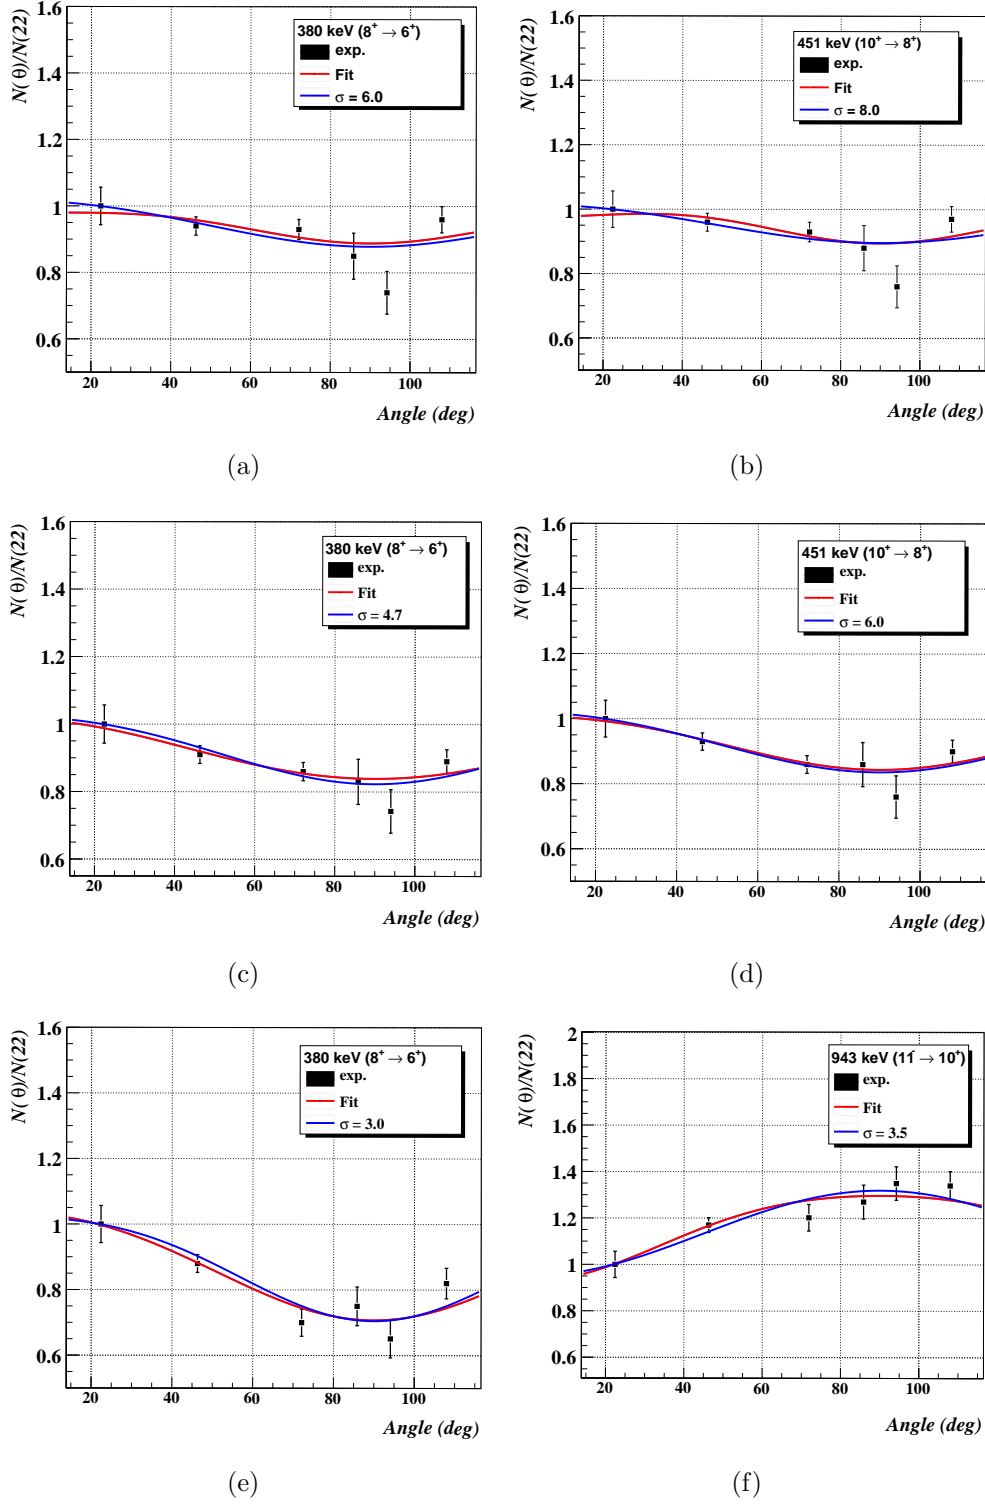 N(θ)/N(22)
1.6
1.4
1.2
1
0.8
0.6
380 keV (8⁺ → 6⁺)
exp.
Fit
σ = 6.0
20 40 60 80 100
Angle (deg)
(a)
N(θ)/N(22)
1.6
1.4
1.2
1
0.8
0.6
451 keV (10⁺ → 8⁺)
exp.
Fit
σ = 8.0
20 40 60 80 100
Angle (deg)
(b)
N(θ)/N(22)
1.6
1.4
1.2
1
0.8
0.6
380 keV (8⁺ → 6⁺)
exp.
Fit
σ = 4.7
20 40 60 80 100
Angle (deg)
(c)
N(θ)/N(22)
1.6
1.4
1.2
1
0.8
0.6
451 keV (10⁺ → 8⁺)
exp.
Fit
σ = 6.0
20 40 60 80 100
Angle (deg)
(d)
N(θ)/N(22)
1.6
1.4
1.2
1
0.8
0.6
380 keV (8⁺ → 6⁺)
exp.
Fit
σ = 3.0
20 40 60 80 100
Angle (deg)
(e)
N(θ)/N(22)
2
1.8
1.6
1.4
1.2
1
0.8
0.6
943 keV (11⁻ → 10⁺)
exp.
Fit
σ = 3.5
20 40 60 80 100
Angle (deg)
(f)